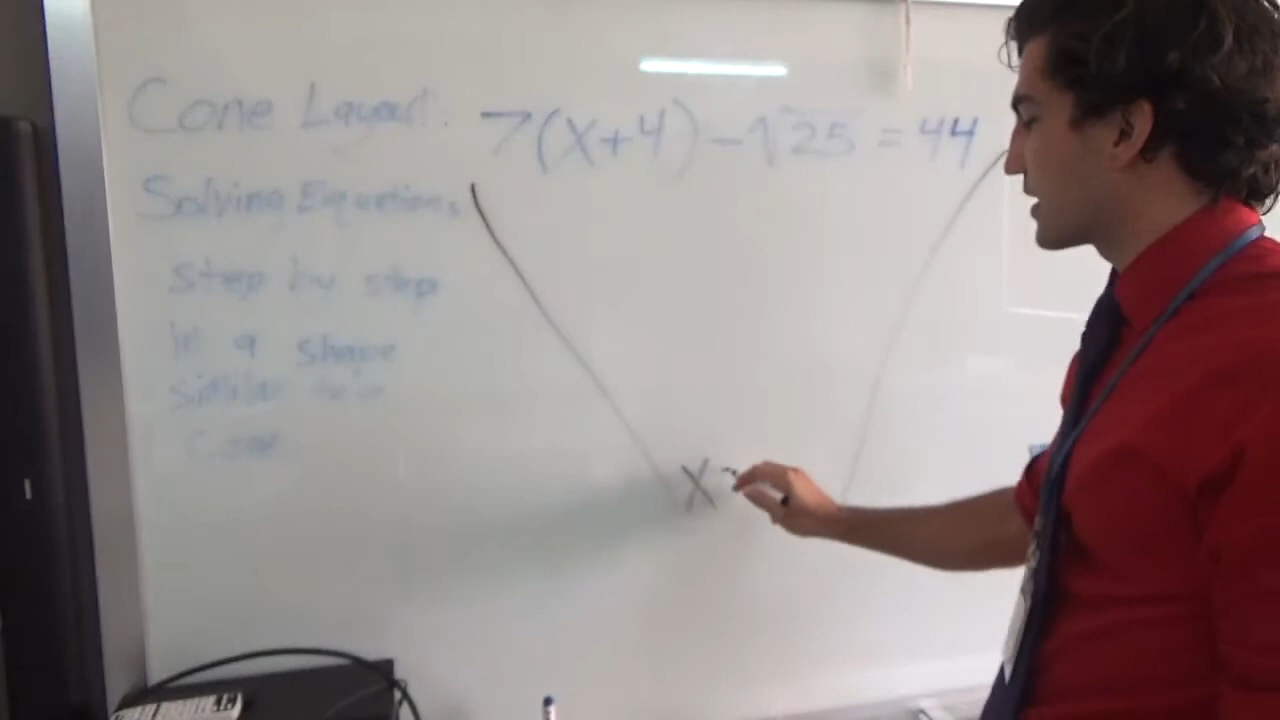 Cone Layout: 7(x+4)-√25 = 44
Solving Equations
step by step
in a shape
similar to a
Cone
X -